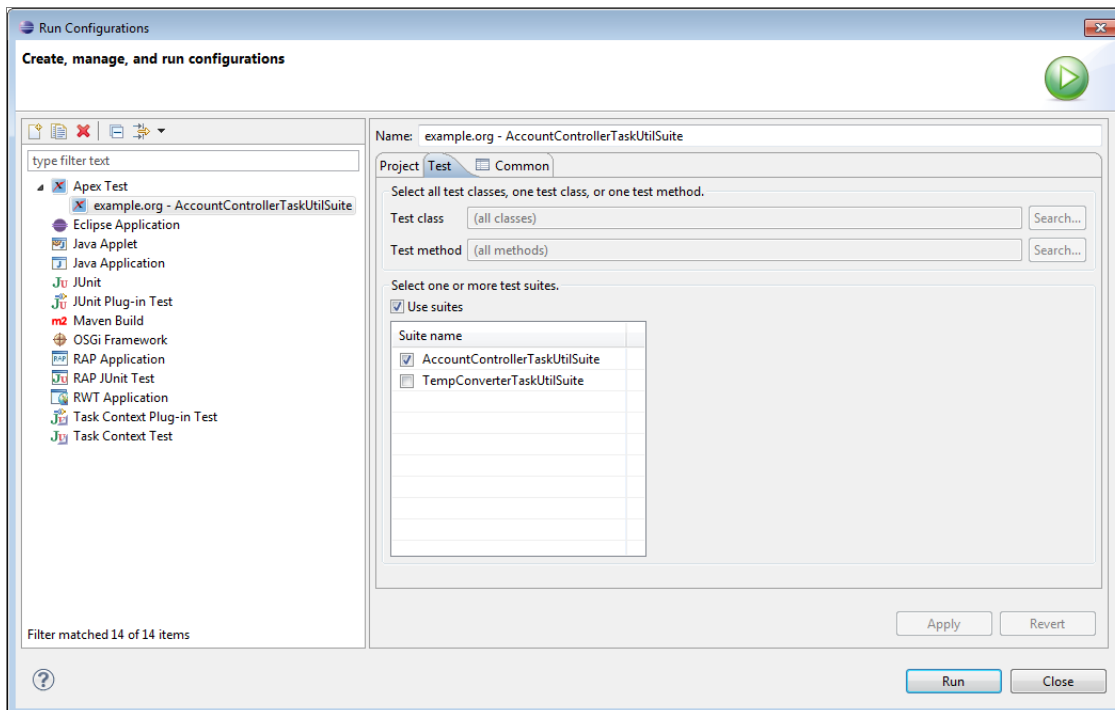 Run Configurations
Create, manage, and run configurations
type filter text
Apex Test
example.org - AccountControllerTaskUtilSuite
Eclipse Application
Java Applet
Java Application
Ju JUnit
JUnit Plug-in Test
m2 Maven Build
OSGi Framework
RAP RAP Application
Ju RAP JUnit Test
RWT Application
Task Context Plug-in Test
Task Context Test
Filter matched 14 of 14 items
Name: example.org - AccountControllerTaskUtilSuite
Project Test Common
Select all test classes, one test class, or one test method.
Test class (all classes) Search...
Test method (all methods) Search...
Select one or more test suites.
Use suites
Suite name
AccountControllerTaskUtilSuite
TempConverterTaskUtilSuite
Apply Revert
? Run Close